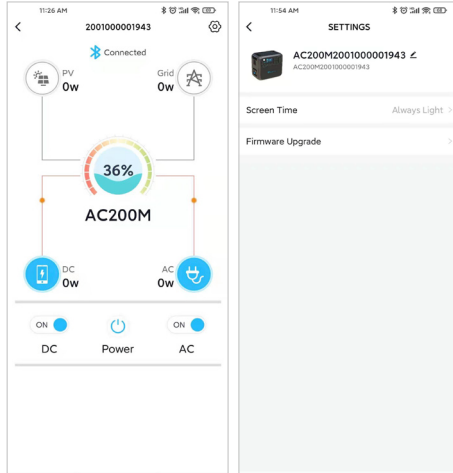 11:26 AM
2001000001943
Connected
PV
0w
Grid
0w
36%
AC200M
DC
0w
AC
0w
ON
ON
DC
Power
AC
11:54 AM
SETTINGS
AC200M2001000001943
AC200M2001000001943
Screen Time
Always Light
Firmware Upgrade